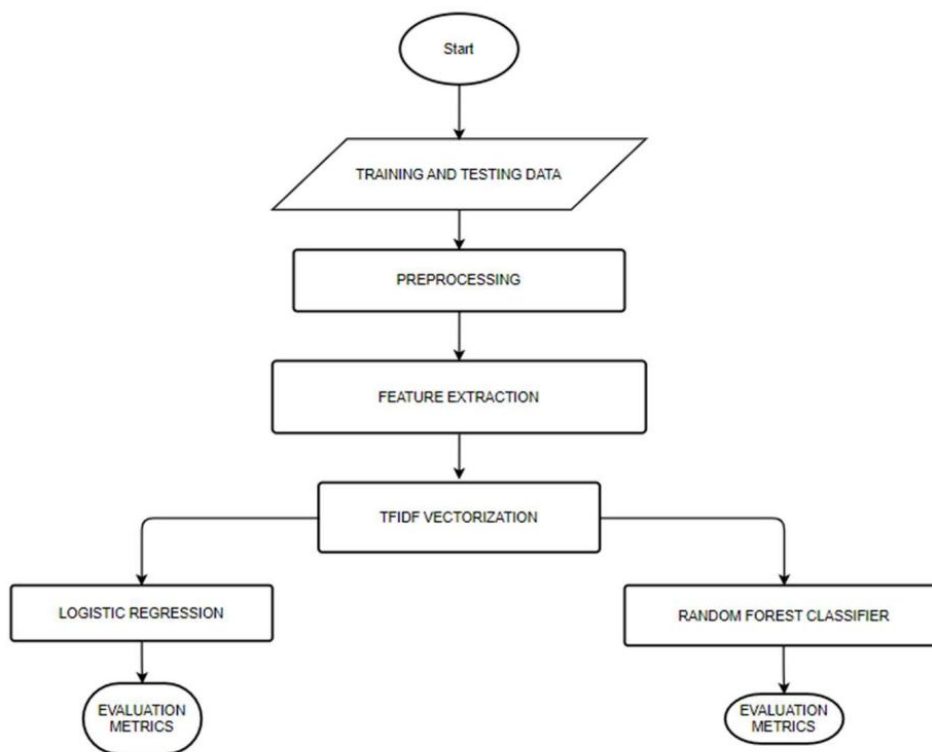 Start
TRAINING AND TESTING DATA
PREPROCESSING
FEATURE EXTRACTION
TFIDF VECTORIZATION
LOGISTIC REGRESSION
RANDOM FOREST CLASSIFIER
EVALUATION
METRICS
EVALUATION
METRICS